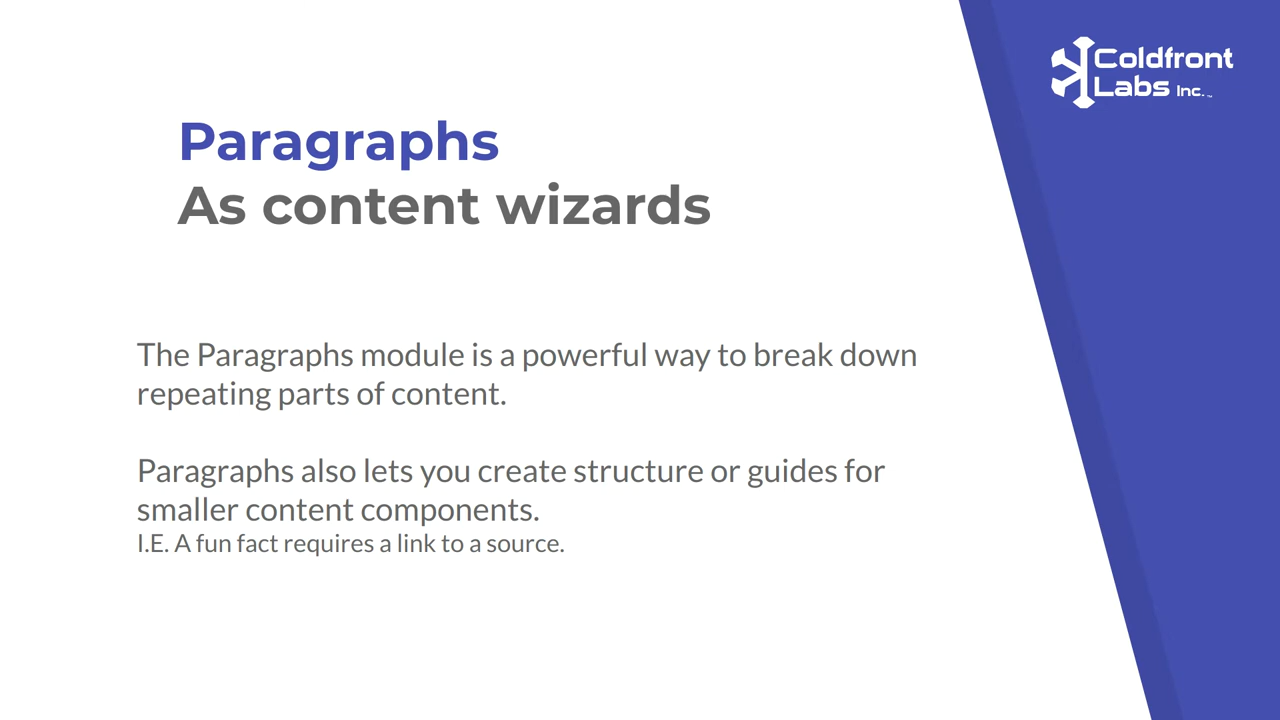 Coldfront
Labs Inc.™
Paragraphs
As content wizards
The Paragraphs module is a powerful way to break down
repeating parts of content.
Paragraphs also lets you create structure or guides for
smaller content components.
I.E. A fun fact requires a link to a source.